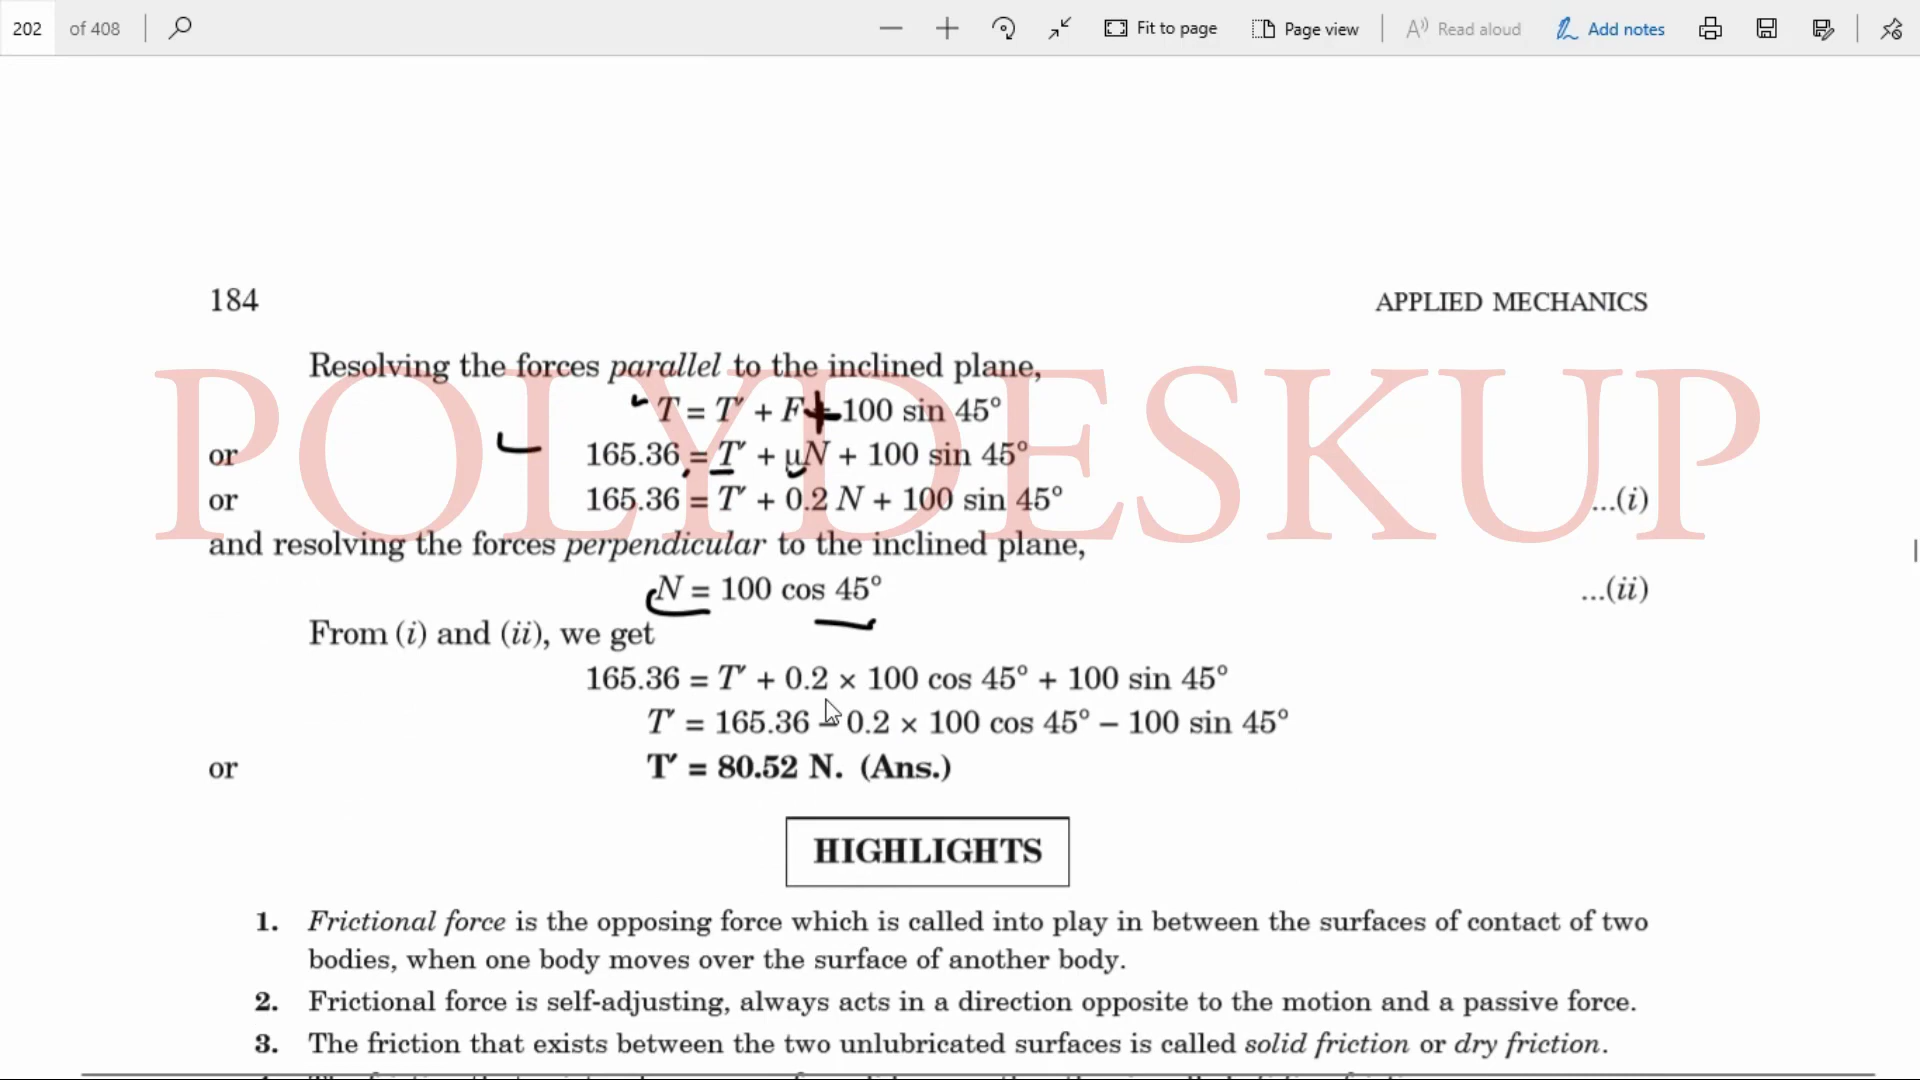 202 of 408 Fit to page Page view Read aloud Add notes
184 APPLIED MECHANICS
POLYDESKUP
Resolving the forces parallel to the inclined plane,
T = T′ + F + 100 sin 45°
or 165.36 = T′ + μN + 100 sin 45°
or 165.36 = T′ + 0.2 N + 100 sin 45° ...(i)
and resolving the forces perpendicular to the inclined plane,
N = 100 cos 45° ...(ii)
From (i) and (ii), we get
165.36 = T′ + 0.2 × 100 cos 45° + 100 sin 45°
T′ = 165.36 – 0.2 × 100 cos 45° – 100 sin 45°
or T′ = 80.52 N. (Ans.)
HIGHLIGHTS
1. Frictional force is the opposing force which is called into play in between the surfaces of contact of two
bodies, when one body moves over the surface of another body.
2. Frictional force is self-adjusting, always acts in a direction opposite to the motion and a passive force.
3. The friction that exists between the two unlubricated surfaces is called solid friction or dry friction.